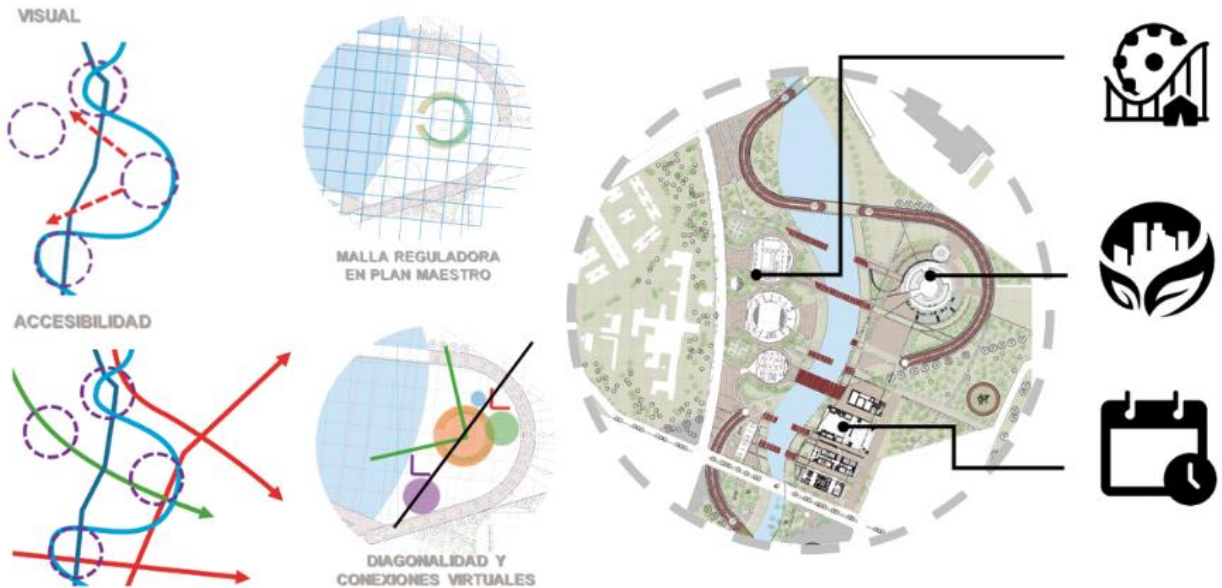 VISUAL
MALLA REGULADORA
EN PLAN MAESTRO
ACCESIBILIDAD
DIAGONALIDAD Y
CONEXIONES VIRTUALES